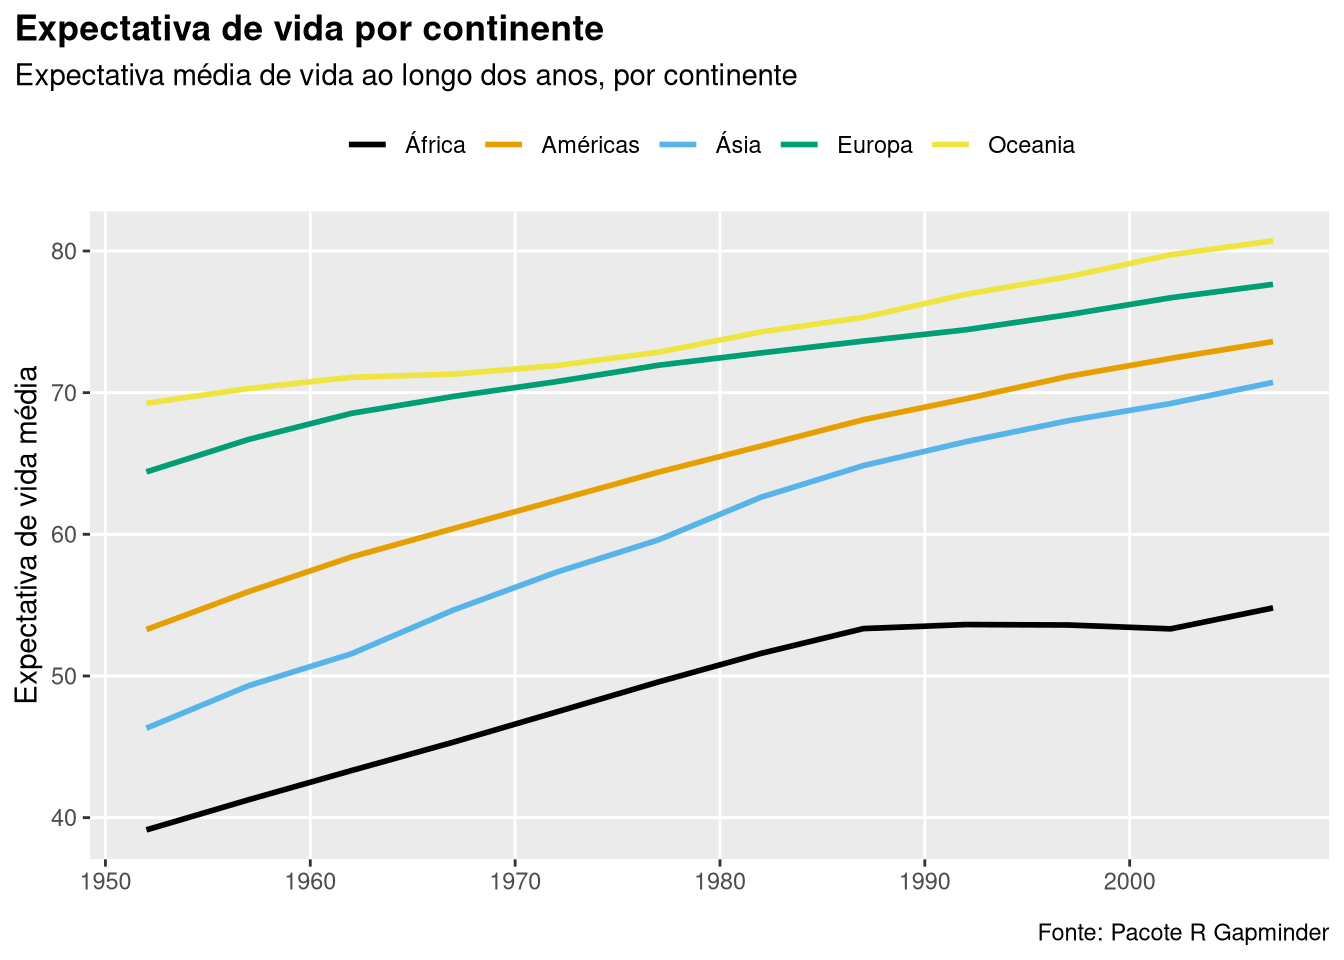 Expectativa de vida por continente
Expectativa média de vida ao longo dos anos, por continente
África Américas Ásia Europa Oceania
80
70
60
50
40
Expectativa de vida média
1950 1960 1970 1980 1990 2000
Fonte: Pacote R Gapminder